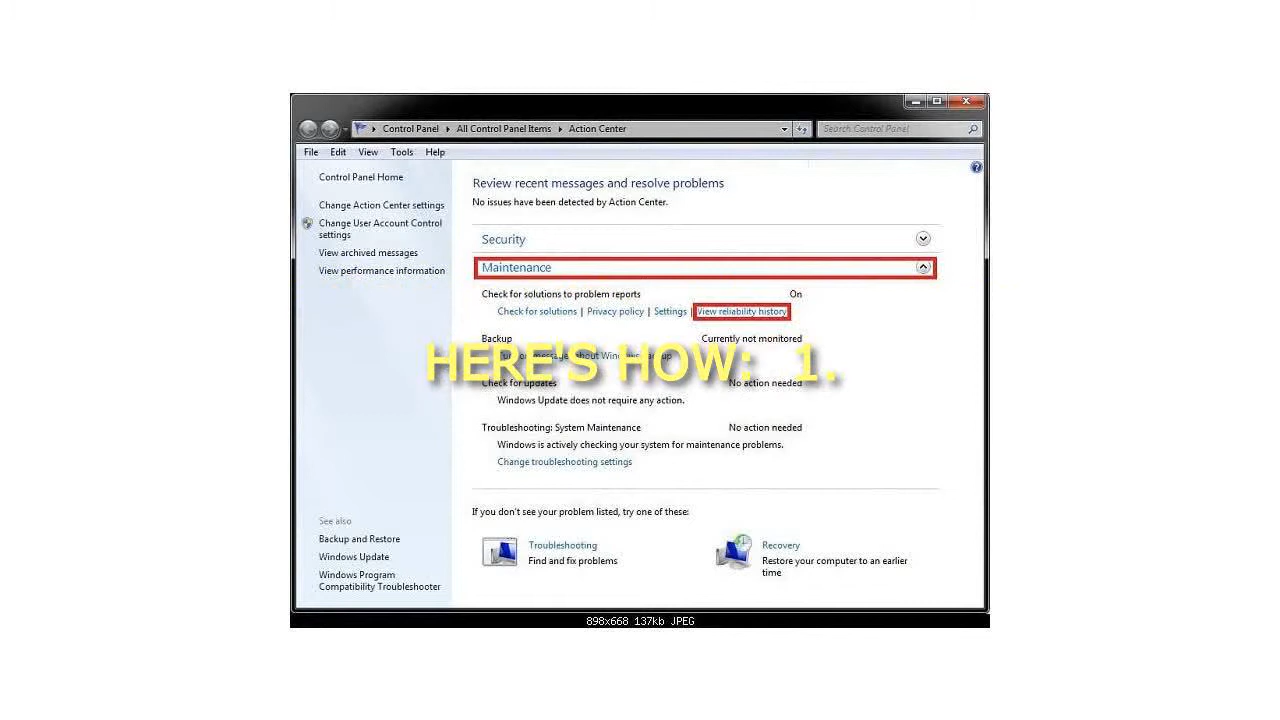 Control Panel All Control Panel Items Action Center Search Control Panel
File Edit View Tools Help
Control Panel Home
Change Action Center settings
Change User Account Control
settings
View archived messages
View performance information
See also
Backup and Restore
Windows Update
Windows Program
Compatibility Troubleshooter
Review recent messages and resolve problems
No issues have been detected by Action Center.
Security
Maintenance
Check for solutions to problem reports On
Check for solutions | Privacy policy | Settings | View reliability history
Backup Currently not monitored
HERE'S HOW: 1.
message about Windows
Check for updates No action needed
Windows Update does not require any action.
Troubleshooting: System Maintenance No action needed
Windows is actively checking your system for maintenance problems.
Change troubleshooting settings
If you don't see your problem listed, try one of these:
Troubleshooting
Find and fix problems
Recovery
Restore your computer to an earlier
time
898x668 137kb JPEG